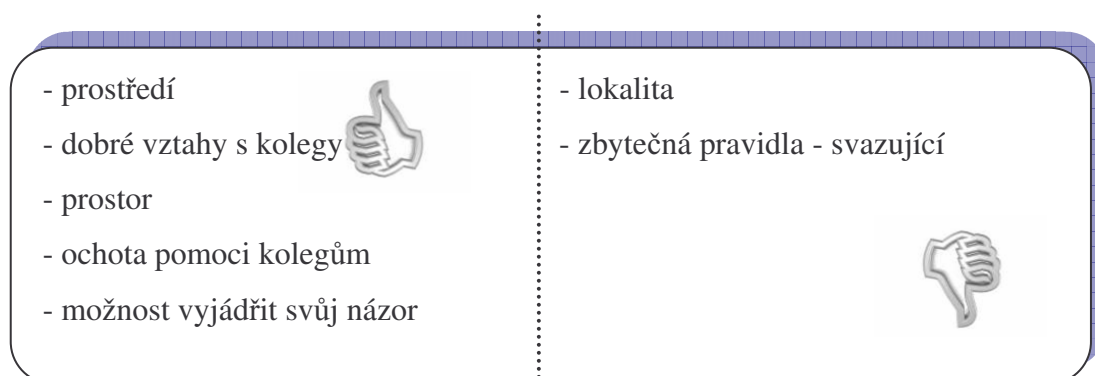 - prostředí
- dobré vztahy s kolegy
- prostor
- ochota pomoci kolegům
- možnost vyjádřit svůj názor
- lokalita
- zbytečná pravidla - svazující